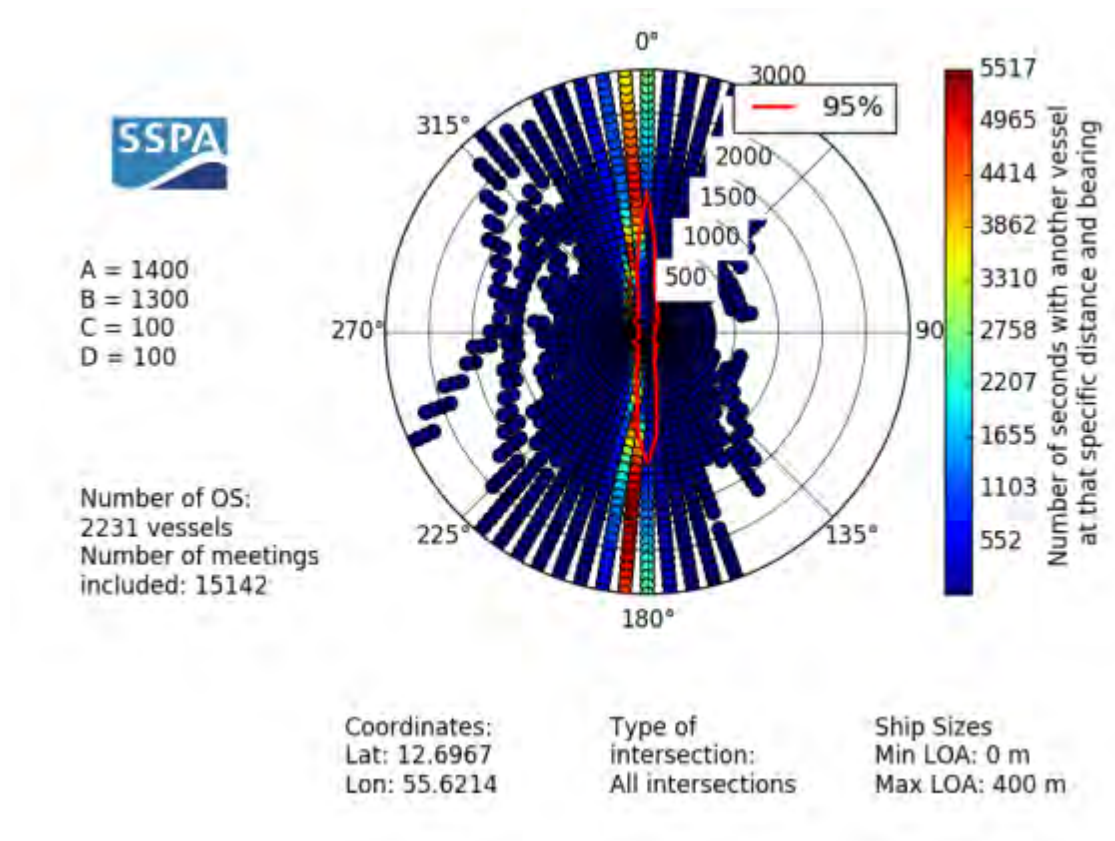 0°
3000
95%
315°
SSPA
2000
1500
1000
500
A = 1400
B = 1300
C = 100
D = 100
270°
90
Number of OS:
2231 vessels
Number of meetings
included: 15142
225°
135°
180°
5517
4965
4414
3862
3310
2758
2207
1655
1103
552
Number of seconds with another vessel
at that specific distance and bearing
Coordinates:
Lat: 12.6967
Lon: 55.6214
Type of
intersection:
All intersections
Ship Sizes
Min LOA: 0 m
Max LOA: 400 m